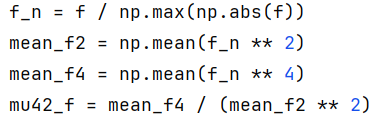 f_n = f / np.max(np.abs(f))
mean_f2 = np.mean(f_n ** 2)
mean_f4 = np.mean(f_n ** 4)
mu42_f = mean_f4 / (mean_f2 ** 2)